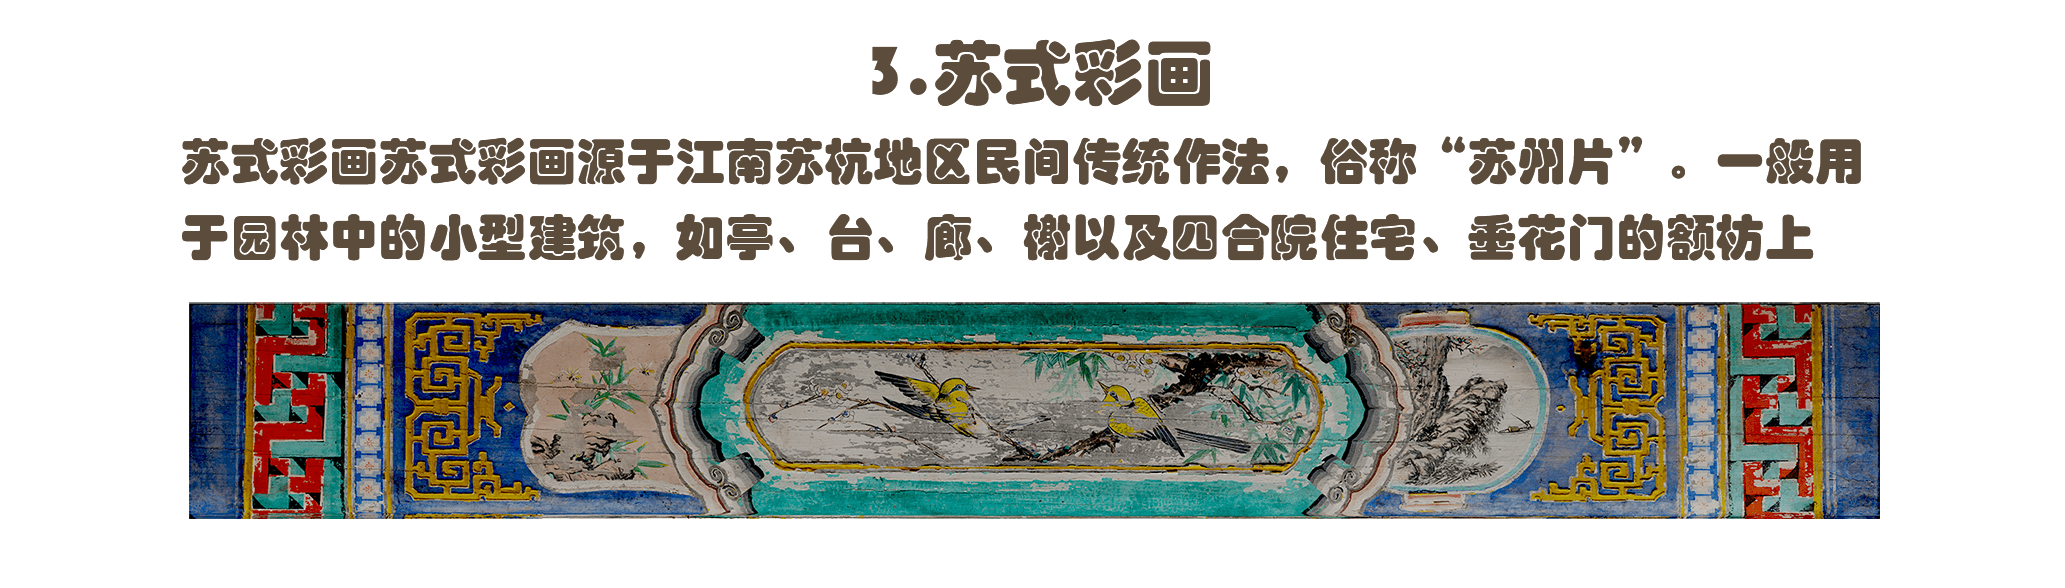 3.苏式彩画
苏式彩画苏式彩画源于江南苏杭地区民间传统作法，俗称“苏州片”。一般用
于园林中的小型建筑，如亭、台、廊、榭以及四合院住宅、垂花门的额枋上